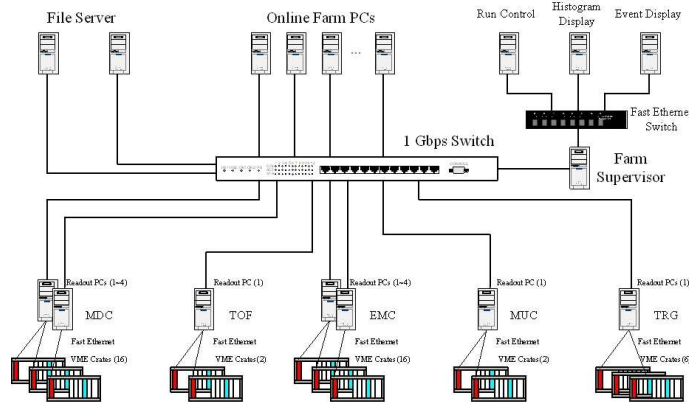 File Server
Online Farm PCs
Run Control
Histogram
Display
Event Display
...
Fast Etherne
Switch
1 Gbps Switch
Farm
Supervisor
Readout PCs (1~4)
MDC
Fast Ethernet
VME Crates (16)
Readout PC (1)
TOF
Fast Ethernet
VME Crates(2)
Readout PCs (1~4)
EMC
Fast Ethernet
VME Crates(16)
Readout PC (1)
MUC
Fast Ethernet
VME Crates(2)
Readout PCs (1)
TRG
Fast Ethernet
VME Crates (6)